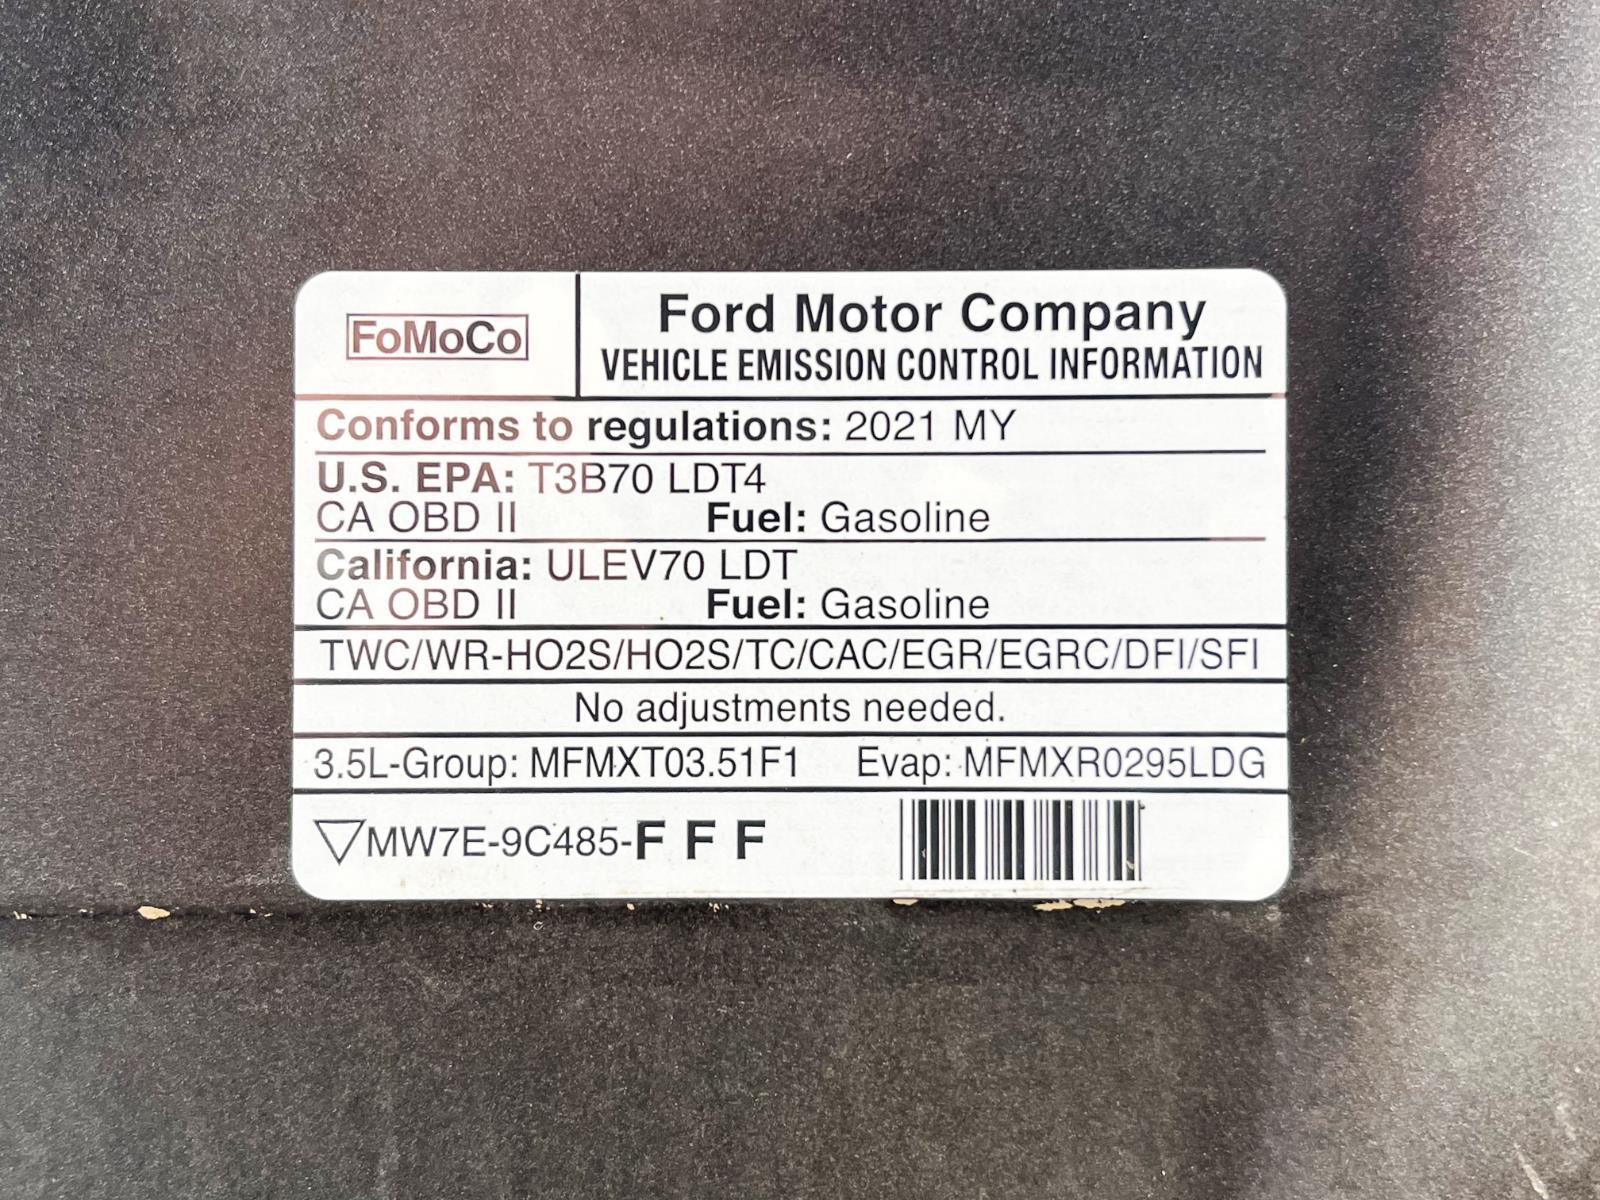 FoMoCo
Ford Motor Company
VEHICLE EMISSION CONTROL INFORMATION
Conforms to regulations: 2021 MY
U.S. EPA: T3B70 LDT4
CA OBD II Fuel: Gasoline
California: ULEV70 LDT
CA OBD II Fuel: Gasoline
TWC/WR-HO2S/HO2S/TC/CAC/EGR/EGRC/DFI/SFI
No adjustments needed.
3.5L-Group: MFMXT03.51F1 Evap: MFMXR0295LDG
MW7E-9C485-F F F